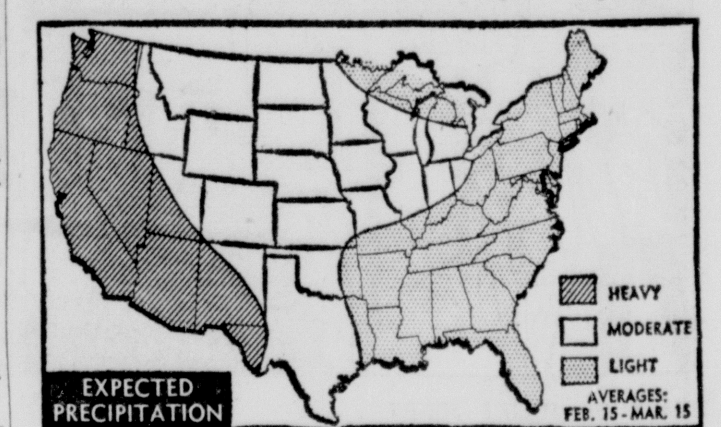 HEAVY
MODERATE
LIGHT
AVERAGES:
FEB. 15 - MAR. 15
EXPECTED
PRECIPITATION